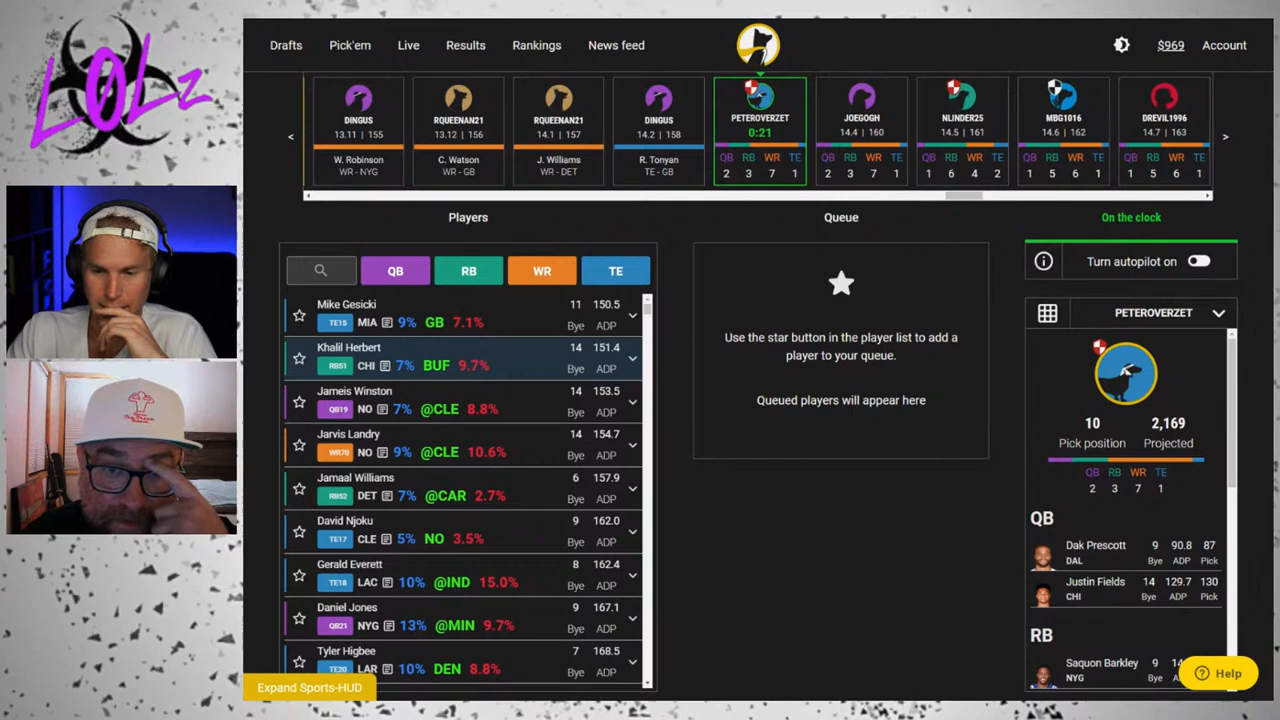 LOLz
Drafts
Pick'em
Live
Results
Rankings
News feed
$969
Account
<
DINGUS
13.11 | 155
W. Robinson
WR - NYG
RQUEENAN21
13.12 | 156
C. Watson
WR - GB
RQUEENAN21
14.1 | 157
J. Williams
WR - DET
DINGUS
14.2 | 158
R. Tonyan
TE - GB
PETEROVERZET
0:21
QB RB WR TE
2 3 7 1
JOEGOGH
14.4 | 160
QB RB WR TE
2 3 7 1
NLINDER25
14.5 | 161
QB RB WR TE
1 6 4 2
MBG1016
14.6 | 162
QB RB WR TE
1 5 6 1
DREVIL1996
14.7 | 163
QB RB WR TE
1 5 6 1
>
Players
QB
RB
WR
TE
Mike Gesicki 11 150.5
TE15 MIA 9% GB 7.1% Bye ADP
Khalil Herbert 14 151.4
RB51 CHI 7% BUF 9.7% Bye ADP
Jameis Winston 14 153.5
QB19 NO 7% @CLE 8.8% Bye ADP
Jarvis Landry 14 154.7
WR70 NO 9% @CLE 10.6% Bye ADP
Jamaal Williams 6 157.9
RB52 DET 7% @CAR 2.7% Bye ADP
David Njoku 9 162.0
TE17 CLE 5% NO 3.5% Bye ADP
Gerald Everett 8 162.4
TE18 LAC 10% @IND 15.0% Bye ADP
Daniel Jones 9 167.1
QB21 NYG 13% @MIN 9.7% Bye ADP
Tyler Higbee 7 168.5
TE20 LAR 10% DEN 8.8% Bye ADP
Expand Sports-HUD
Queue
Use the star button in the player list to add a
player to your queue.
Queued players will appear here
On the clock
Turn autopilot on
PETEROVERZET
10 2,169
Pick position Projected
QB RB WR TE
2 3 7 1
QB
Dak Prescott 9 90.8 87
DAL Bye ADP Pick
Justin Fields 14 129.7 130
CHI Bye ADP Pick
RB
Saquon Barkley 9
NYG Bye
Help